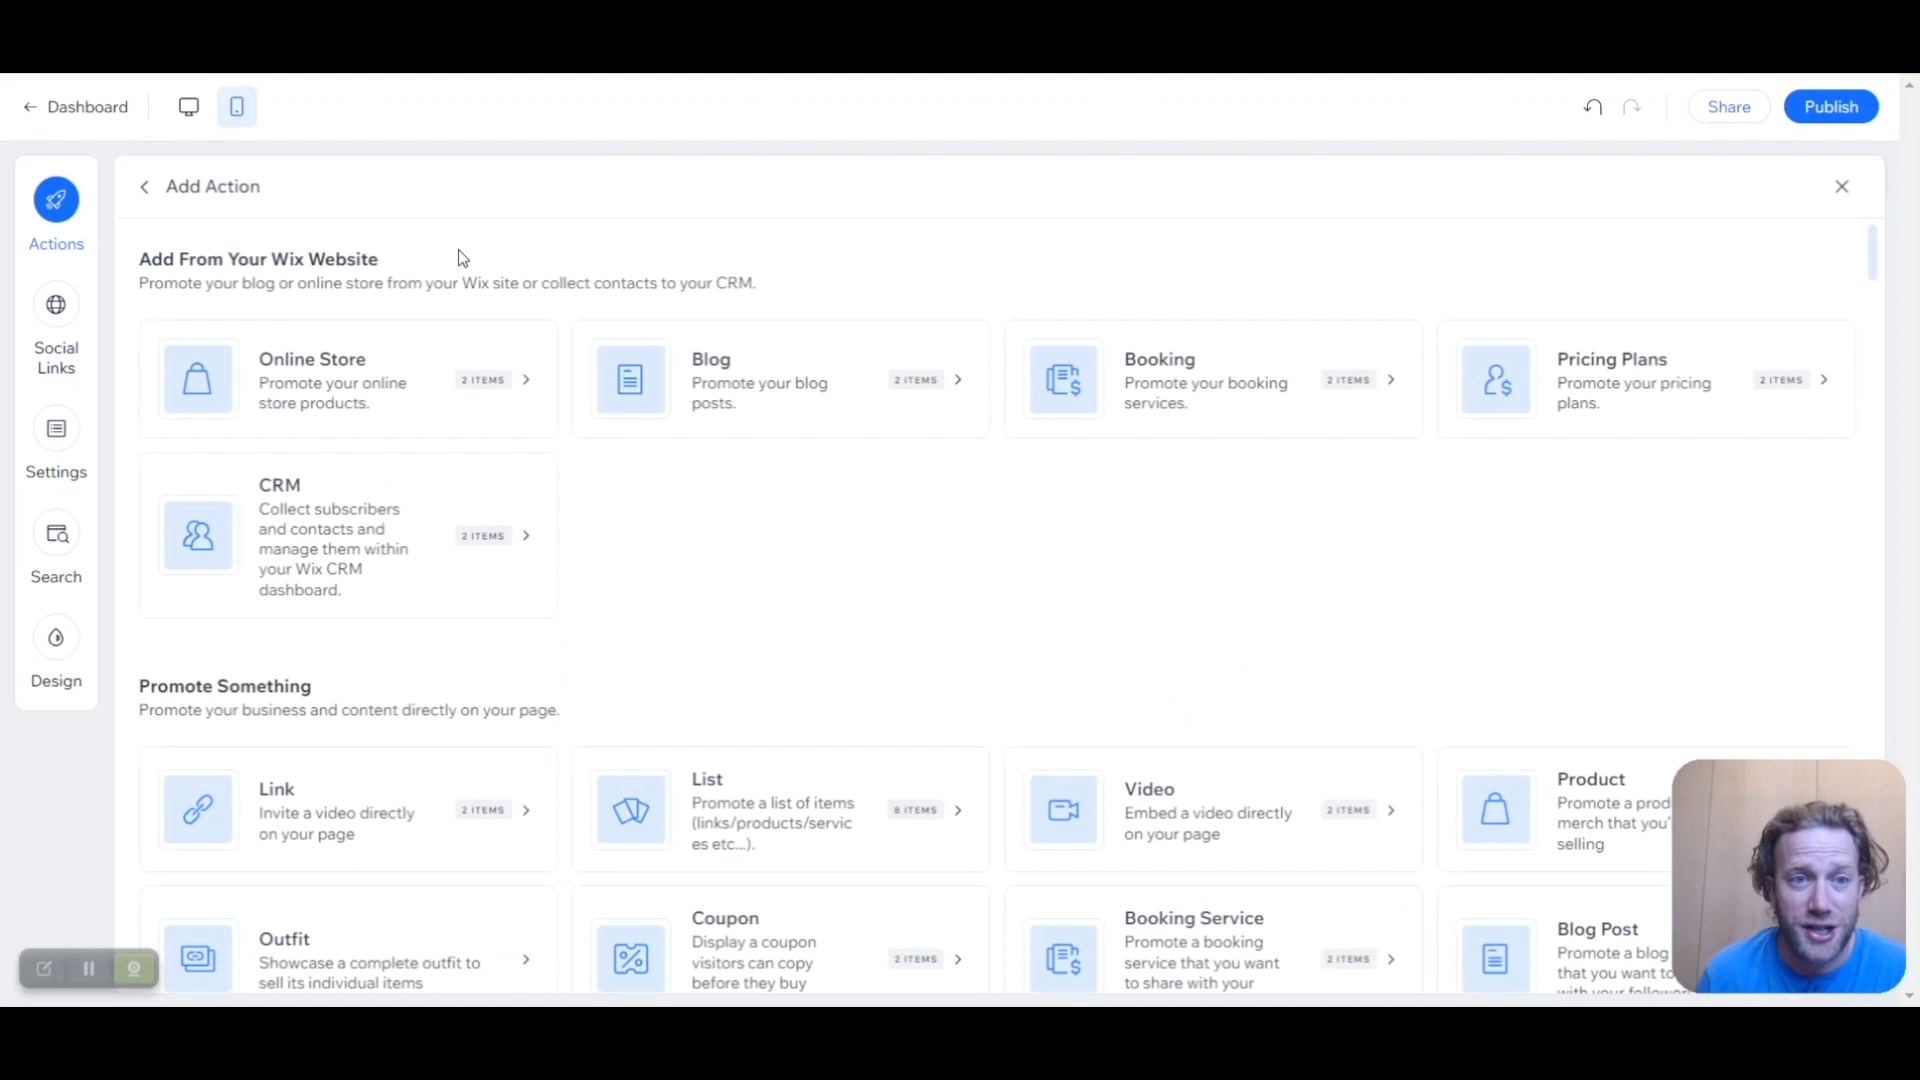 Dashboard
Share
Publish
Actions
Social
Links
Settings
Search
Design
Add Action
Add From Your Wix Website
Promote your blog or online store from your Wix site or collect contacts to your CRM.
Online Store
Promote your online
store products.
2 ITEMS
Blog
Promote your blog
posts.
2 ITEMS
Booking
Promote your booking
services.
2 ITEMS
Pricing Plans
Promote your pricing
plans.
2 ITEMS
CRM
Collect subscribers
and contacts and
manage them within
your Wix CRM
dashboard.
2 ITEMS
Promote Something
Promote your business and content directly on your page.
Link
Invite a video directly
on your page
2 ITEMS
List
Promote a list of items
(links/products/servic
es etc...).
8 ITEMS
Video
Embed a video directly
on your page
2 ITEMS
Product
Promote a prod
merch that you'
selling
Outfit
Showcase a complete outfit to
sell its individual items
Coupon
Display a coupon
visitors can copy
before they buy
2 ITEMS
Booking Service
Promote a booking
service that you want
to share with your
2 ITEMS
Blog Post
Promote a blog
that you want to
with your follower